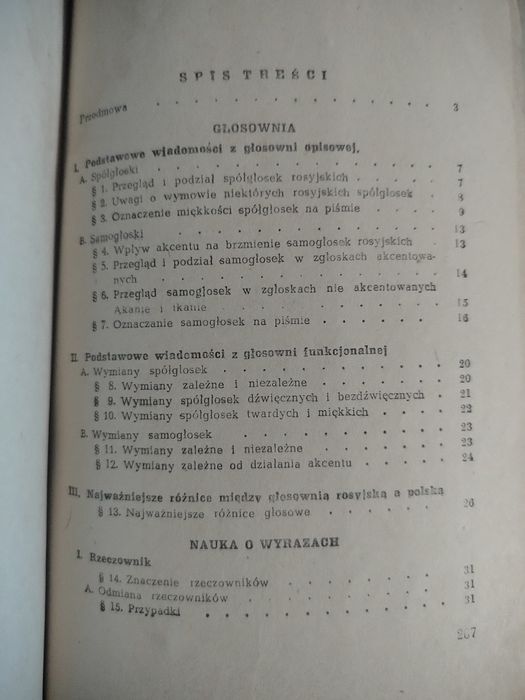 SPIS TREŚCI
Przedmowa . . . . . . . . . . . . . . 3
GŁOSOWNIA
I. Podstawowe wiadomości z głosowni opisowej.
A. Spółgłoski . . . . . . . . . . . . . 7
§ 1. Przegląd i podział spółgłosek rosyjskich . . . . 7
§ 2. Uwagi o wymowie niektórych rosyjskich spółgłosek . 8
§ 3. Oznaczenie miękkości spółgłosek na piśmie . . . . 9
B. Samogłoski . . . . . . . . . . . . . 13
§ 4. Wpływ akcentu na brzmienie samogłosek rosyjskich . 13
§ 5. Przegląd i podział samogłosek w zgłoskach akcentowa-
nych . . . . . . . . . . . . . 14
§ 6. Przegląd samogłosek w zgłoskach nie akcentowanych
Akanie i ikanie . . . . . . . . . . 15
§ 7. Oznaczanie samogłosek na piśmie . . . . . . 16
II. Podstawowe wiadomości z głosowni funkcjonalnej
A. Wymiany spółgłosek . . . . . . . . . . 20
§ 8. Wymiany zależne i niezależne . . . . . . . 20
§ 9. Wymiany spółgłosek dźwięcznych i bezdźwięcznych . 21
§ 10. Wymiany spółgłosek twardych i miękkich . . . . 22
B. Wymiany samogłosek . . . . . . . . . . 23
§ 11. Wymiany zależne i niezależne . . . . . . . 23
§ 12. Wymiany zależne od działania akcentu . . . . . 24
III. Najważniejsze różnice między głosownią rosyjską a polską
§ 13. Najważniejsze różnice głosowe . . . . . . 26
NAUKA O WYRAZACH
I. Rzeczownik . . . . . . . . . . . . . 31
§ 14. Znaczenie rzeczowników . . . . . . . . 31
A. Odmiana rzeczowników . . . . . . . . . . 31
§ 15. Przypadki . . . . . . . . . . . .
267